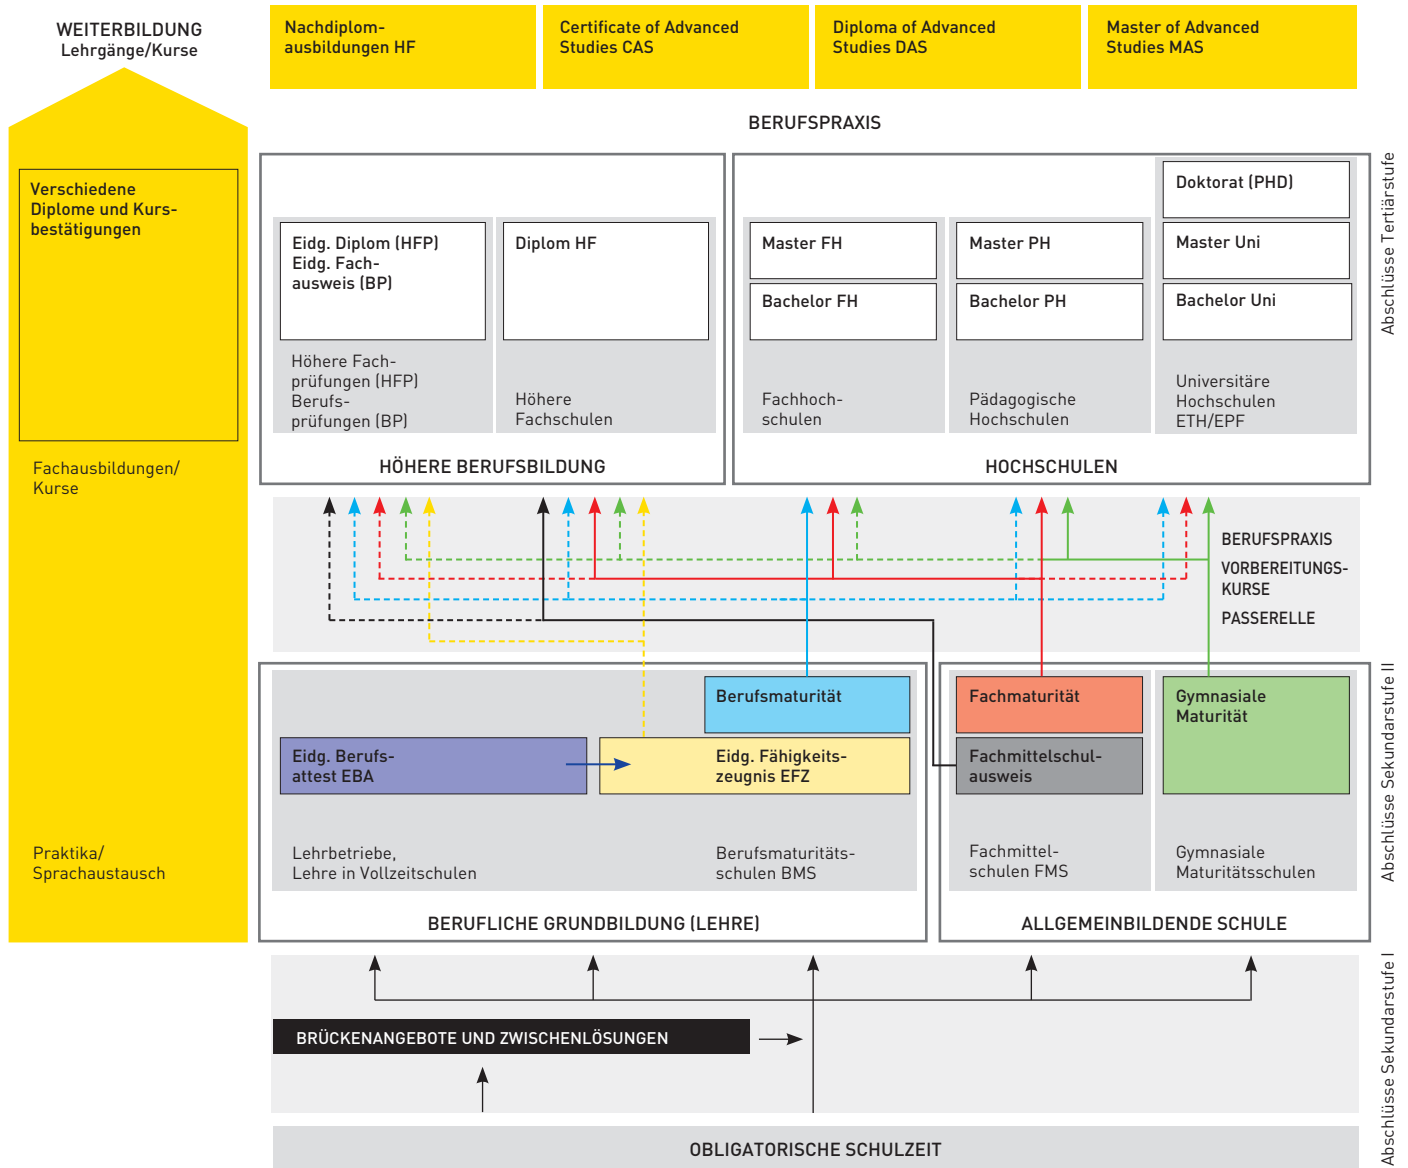 WEITERBILDUNG
Lehrgänge/Kurse
Nachdiplom-
ausbildungen HF
Certificate of Advanced
Studies CAS
Diploma of Advanced
Studies DAS
Master of Advanced
Studies MAS
BERUFSPRAXIS
Verschiedene
Diplome und Kurs-
bestätigungen
Fachausbildungen/
Kurse
Praktika/
Sprachaustausch
Eidg. Diplom (HFP)
Eidg. Fach-
ausweis (BP)
Höhere Fach-
prüfungen (HFP)
Berufs-
prüfungen (BP)
Diplom HF
Höhere
Fachschulen
HÖHERE BERUFSBILDUNG
Master FH
Bachelor FH
Fachhoch-
schulen
Master PH
Bachelor PH
Pädagogische
Hochschulen
Doktorat (PHD)
Master Uni
Bachelor Uni
Universitäre
Hochschulen
ETH/EPF
HOCHSCHULEN
Abschlüsse Tertiärstufe
BERUFSPRAXIS
VORBEREITUNGS-
KURSE
PASSERELLE
Berufsmaturität
Eidg. Berufs-
attest EBA
Eidg. Fähigkeits-
zeugnis EFZ
Lehrbetriebe,
Lehre in Vollzeitschulen
Berufsmaturitäts-
schulen BMS
BERUFLICHE GRUNDBILDUNG (LEHRE)
Fachmaturität
Fachmittelschul-
ausweis
Fachmittel-
schulen FMS
Gymnasiale
Maturität
Gymnasiale
Maturitätsschulen
ALLGEMEINBILDENDE SCHULE
Abschlüsse Sekundarstufe II
BRÜCKENANGEBOTE UND ZWISCHENLÖSUNGEN
OBLIGATORISCHE SCHULZEIT
Abschlüsse Sekundarstufe I